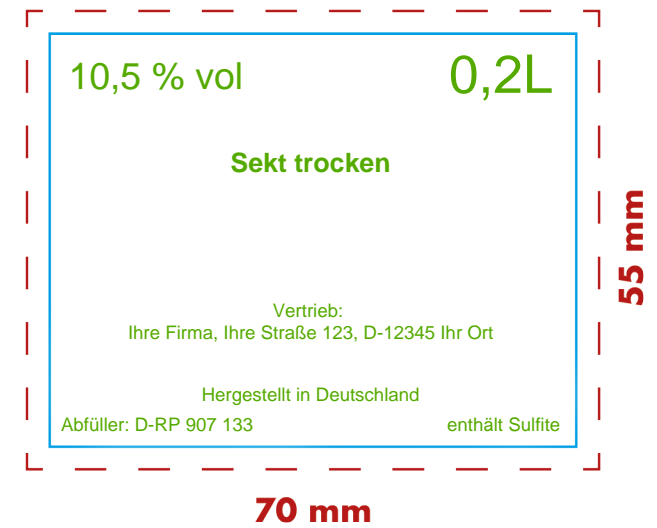 10,5 % vol
0,2L
Sekt trocken
Vertrieb:
Ihre Firma, Ihre Straße 123, D-12345 Ihr Ort
Hergestellt in Deutschland
Abfüller: D-RP 907 133
enthält Sulfite
55 mm
70 mm